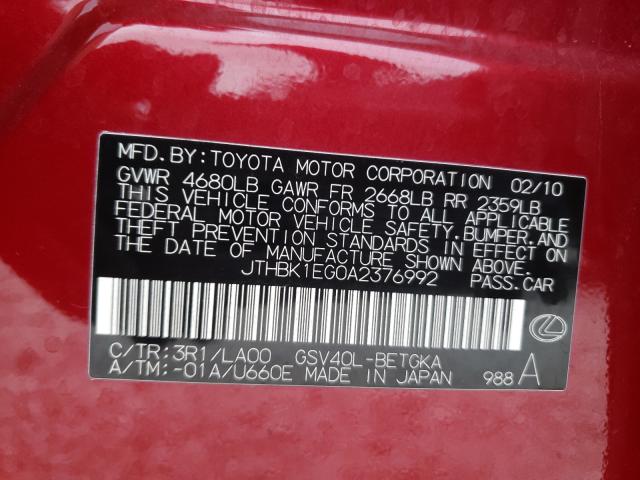 MFD. BY: TOYOTA MOTOR CORPORATION 02/10
GVWR 4680LB GAWR FR 2668LB RR 2359LB
THIS VEHICLE CONFORMS TO ALL APPLICABLE
FEDERAL MOTOR VEHICLE SAFETY, BUMPER, AND
THEFT PREVENTION STANDARDS IN EFFECT ON
THE DATE OF MANUFACTURE SHOWN ABOVE.
JTHBK1EG0A2376992 PASS.CAR
C/TR: 3R1/LA00 GSV40L-BETGKA
A/TM: -01A/U660E MADE IN JAPAN 988 A